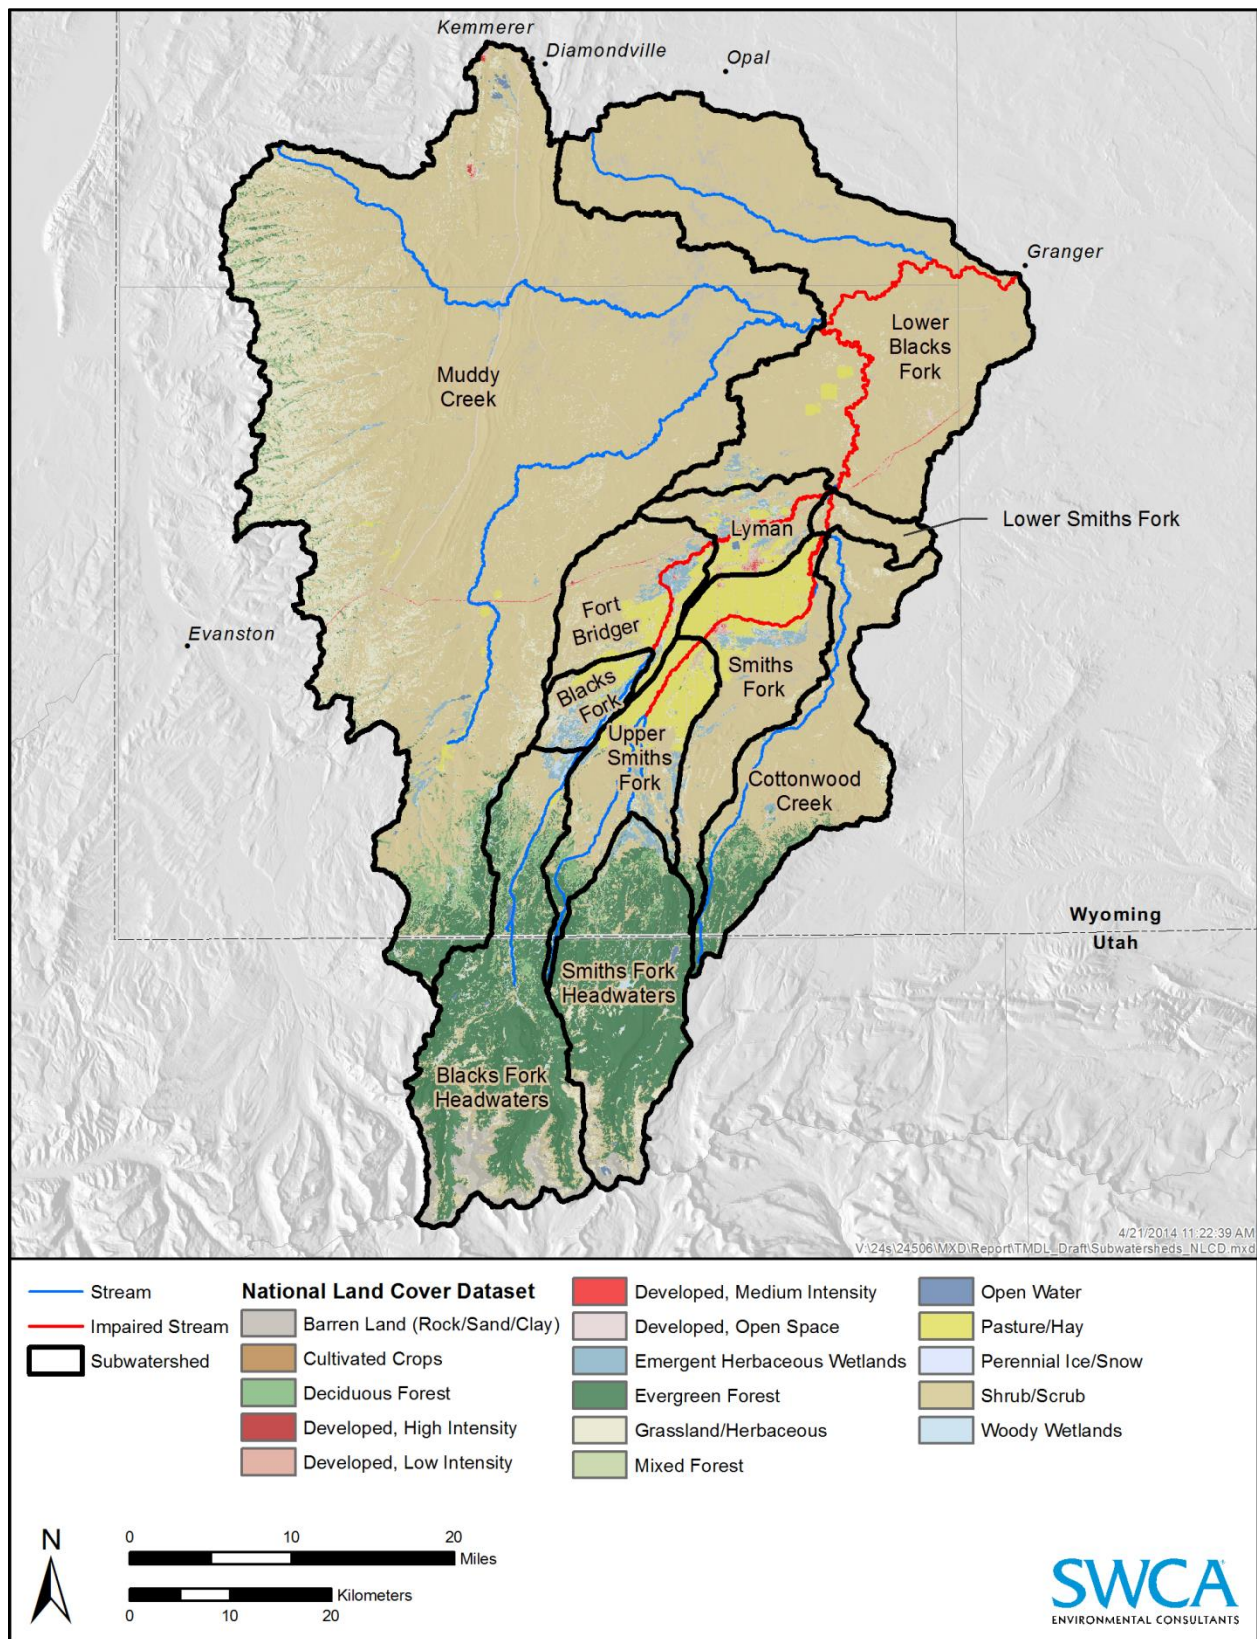 Kemmerer
Diamondville
Opal
Granger
Lower
Blacks
Fork
Muddy
Creek
Lyman
Lower Smiths Fork
Fort
Bridger
Evanston
Blacks
Fork
Smiths
Fork
Upper
Smiths
Fork
Cottonwood
Creek
Wyoming
Utah
Smiths Fork
Headwaters
Blacks Fork
Headwaters
4/21/2014 11:22:39 AM
V:\24s\24506\MXD\Report\TMDL_Draft\Subwatersheds_NLCD.mxd
Stream
Impaired Stream
Subwatershed
National Land Cover Dataset
Barren Land (Rock/Sand/Clay)
Cultivated Crops
Deciduous Forest
Developed, High Intensity
Developed, Low Intensity
Developed, Medium Intensity
Developed, Open Space
Emergent Herbaceous Wetlands
Evergreen Forest
Grassland/Herbaceous
Mixed Forest
Open Water
Pasture/Hay
Perennial Ice/Snow
Shrub/Scrub
Woody Wetlands
N
0 10 20
Miles
Kilometers
0 10 20
SWCA
ENVIRONMENTAL CONSULTANTS